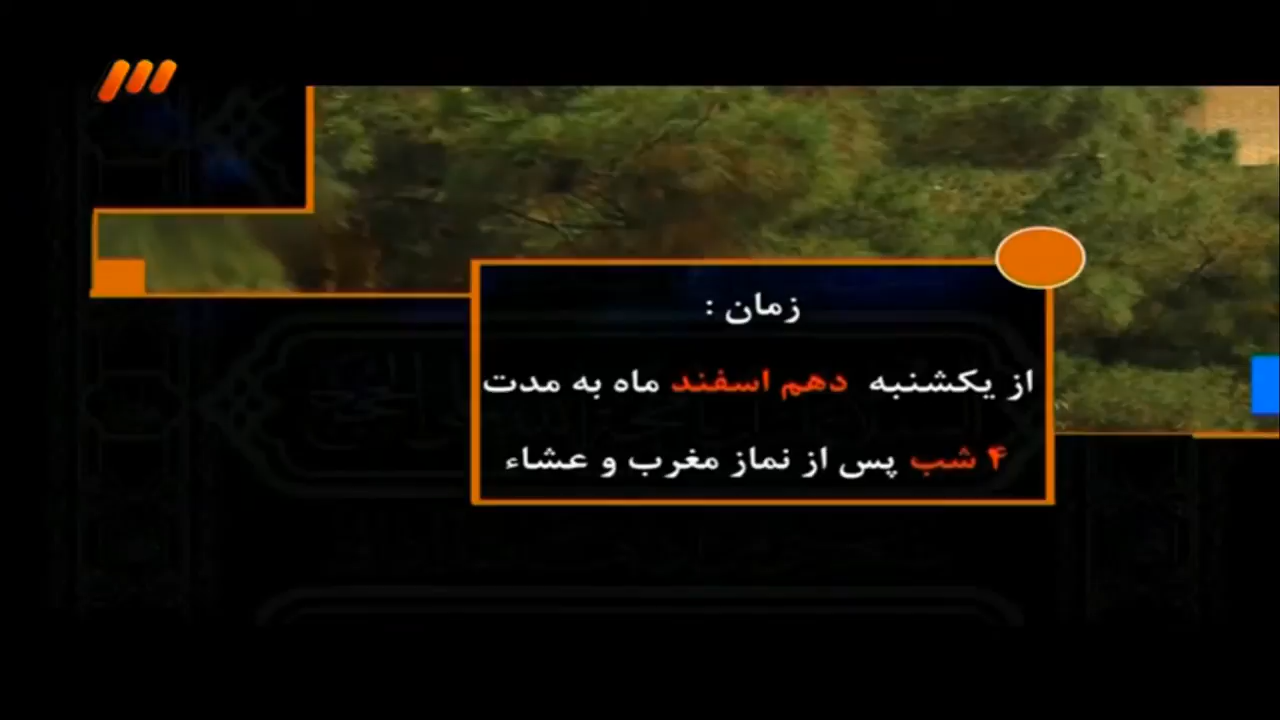 زمان :
از یکشنبه دهم اسفند ماه به مدت
۴ شب پس از نماز مغرب و عشاء